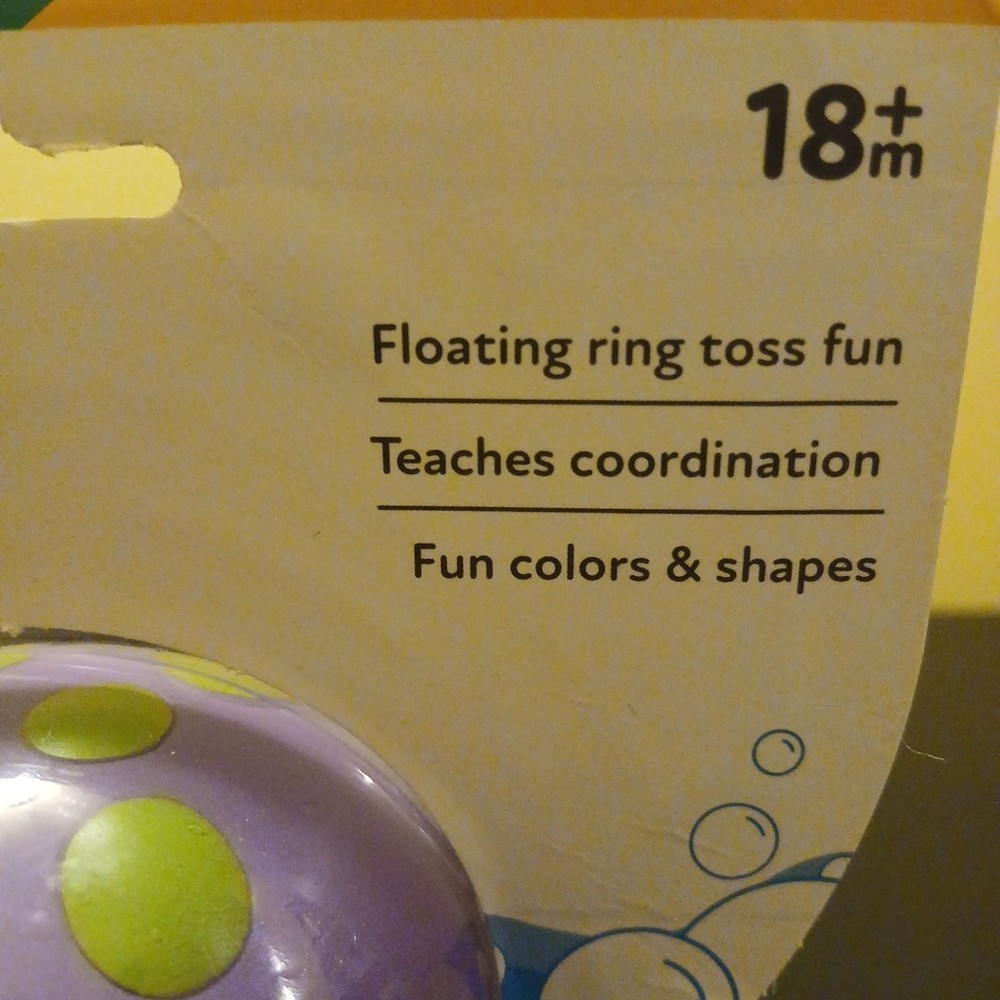 18+
m
Floating ring toss fun
Teaches coordination
Fun colors & shapes